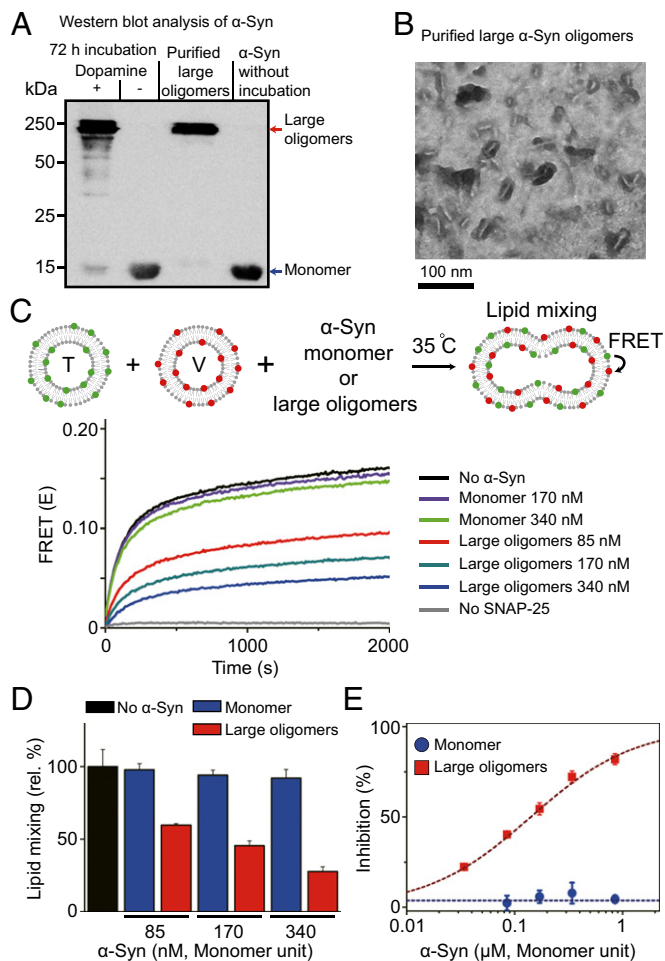 A
Western blot analysis of α-Syn
72 h incubation
Dopamine
+ -
Purified
large
oligomers
α-Syn
without
incubation
kDa
250
50
25
15
Large
oligomers
Monomer
B
Purified large α-Syn oligomers
100 nm
C
T + V + α-Syn
monomer
or
large oligomers
35°C
Lipid mixing
FRET
FRET (E)
0.20
0.10
0
0 1000 2000
Time (s)
No α-Syn
Monomer 170 nM
Monomer 340 nM
Large oligomers 85 nM
Large oligomers 170 nM
Large oligomers 340 nM
No SNAP-25
D
No α-Syn
Monomer
Large oligomers
Lipid mixing (rel. %)
100
50
0
85 170 340
α-Syn (nM, Monomer unit)
E
Monomer
Large oligomers
Inhibition (%)
100
50
0
0.01 0.1 1
α-Syn (µM, Monomer unit)